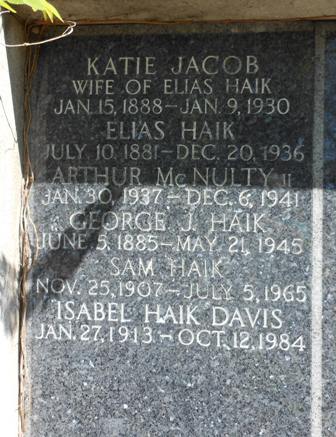 KATIE JACOB
WIFE OF ELIAS HAIK
JAN. 15, 1888 – JAN. 9, 1930
ELIAS HAIK
JULY. 10, 1881 – DEC. 20, 1936
ARTHUR Mc NULTY II
JAN. 30, 1937 – DEC. 6, 1941
GEORGE J. HAIK
JUNE 5, 1885 – MAY 21, 1945
SAM HAIK
NOV. 25, 1907 – JULY 5, 1965
ISABEL HAIK DAVIS
JAN. 27, 1913 – OCT. 12, 1984